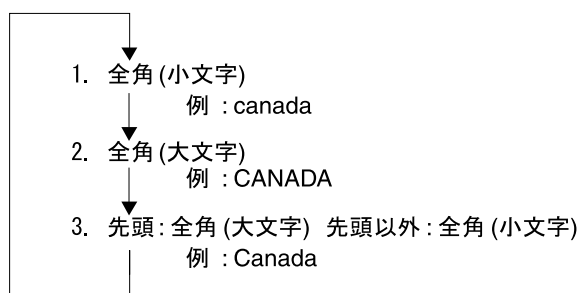 1. 全角(小文字)
例 : canada
2. 全角(大文字)
例 : CANADA
3. 先頭 : 全角(大文字) 先頭以外 : 全角(小文字)
例 : Canada